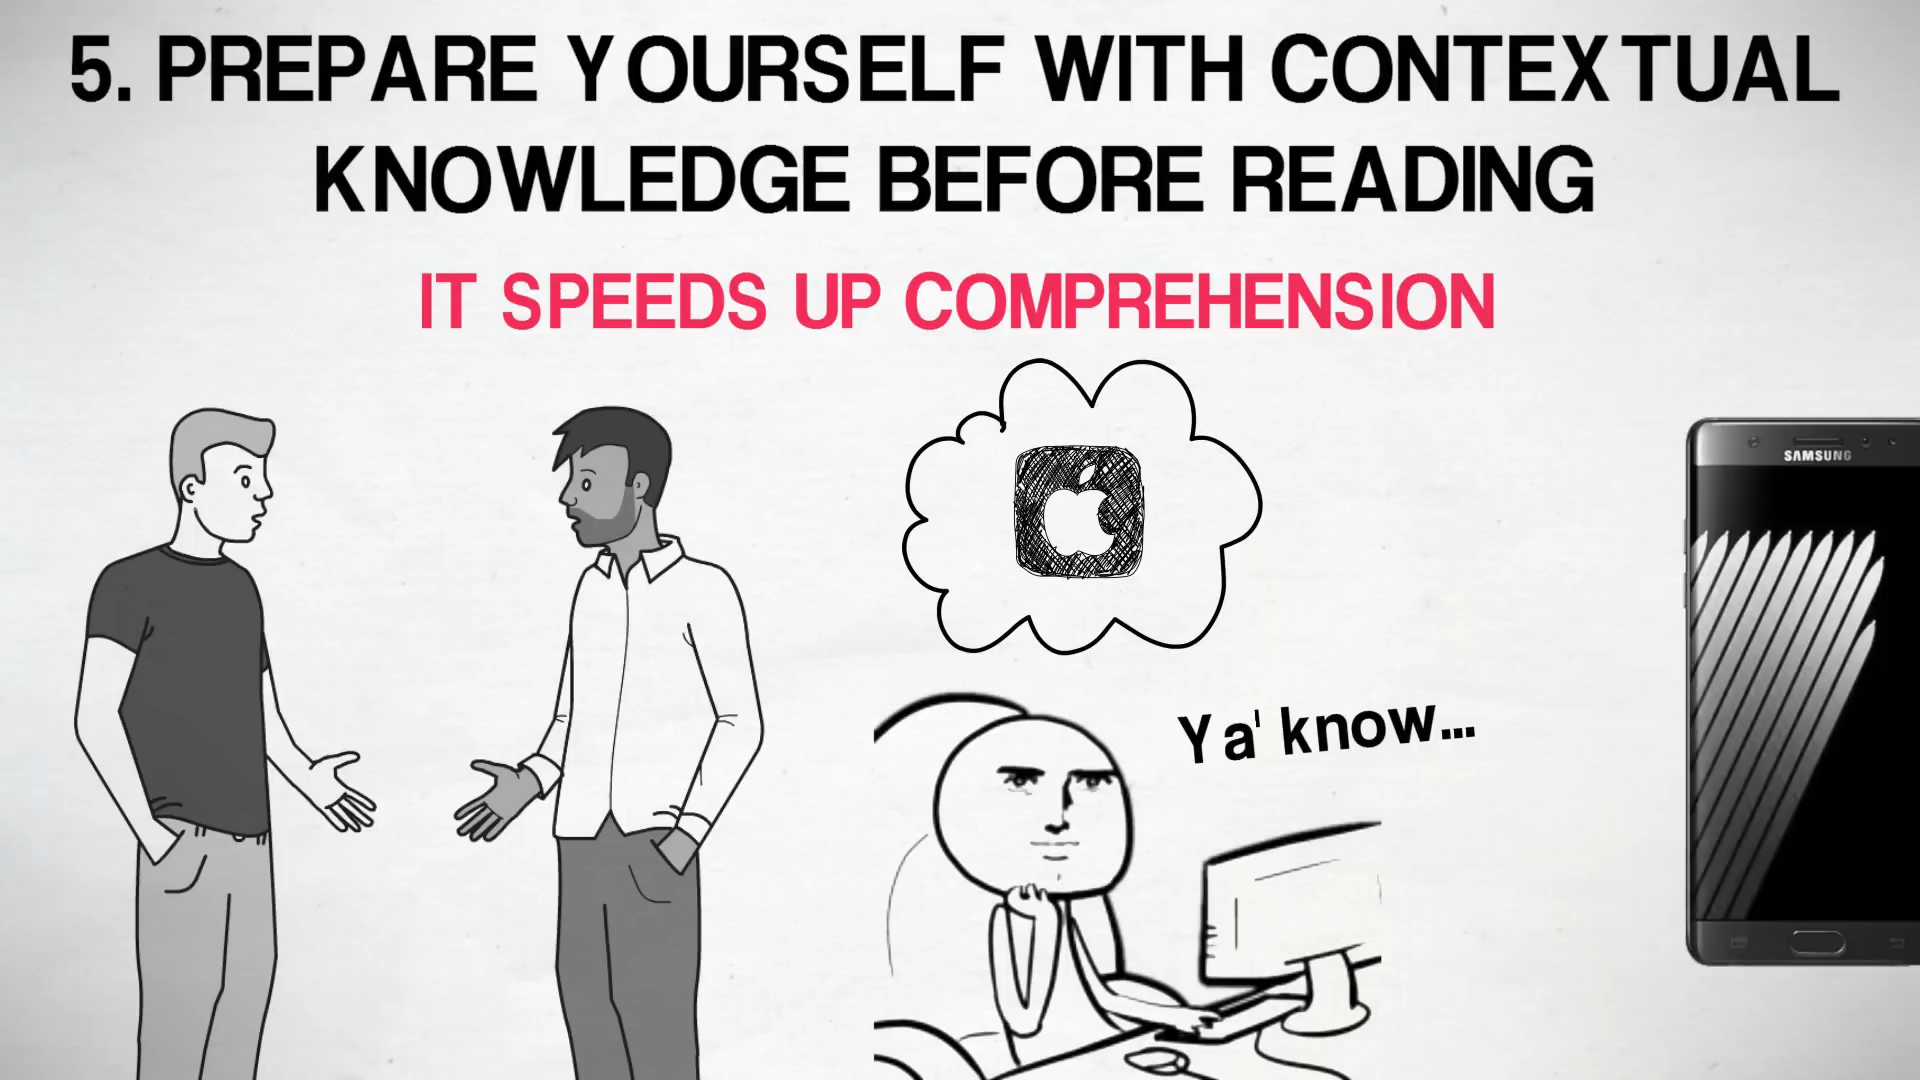 5. PREPARE YOURSELF WITH CONTEXTUAL
KNOWLEDGE BEFORE READING
IT SPEEDS UP COMPREHENSION
SAMSUNG
Ya' know...